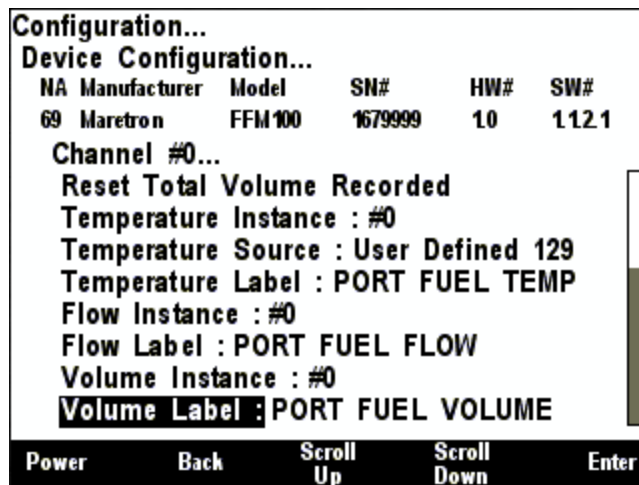 Configuration...
Device Configuration...
NA Manufacturer Model SN# HW# SW#
69 Maretron FFM100 1679999 1.0 1.1.2.1
Channel #0...
Reset Total Volume Recorded
Temperature Instance : #0
Temperature Source : User Defined 129
Temperature Label : PORT FUEL TEMP
Flow Instance : #0
Flow Label : PORT FUEL FLOW
Volume Instance : #0
Volume Label : PORT FUEL VOLUME
Power Back Scroll Up Scroll Down Enter